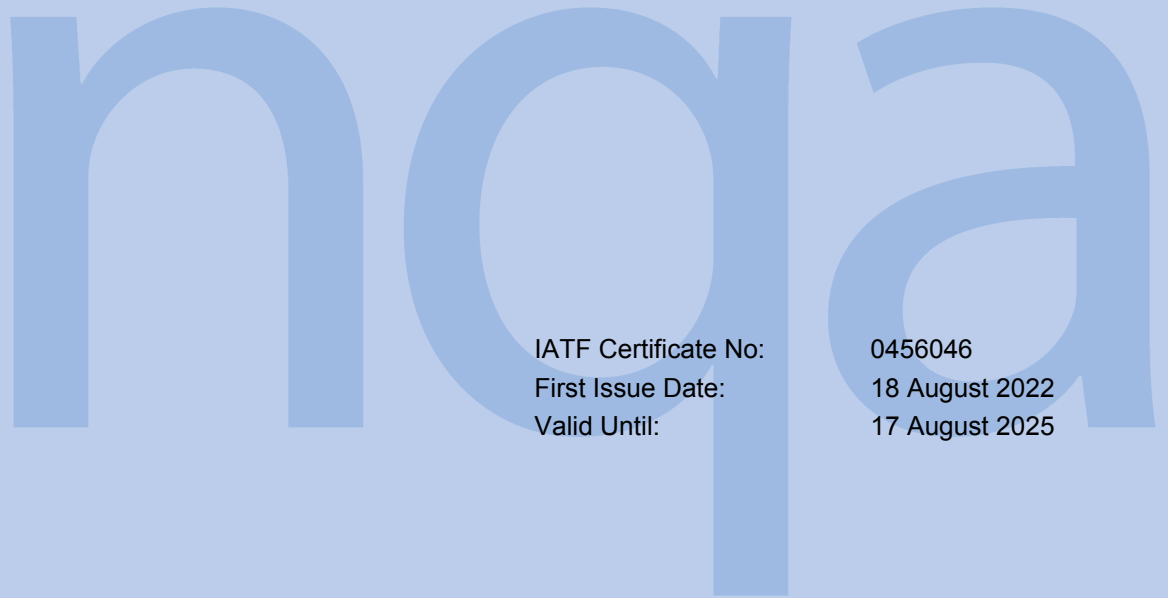 nqa
IATF Certificate No: 0456046
First Issue Date: 18 August 2022
Valid Until: 17 August 2025